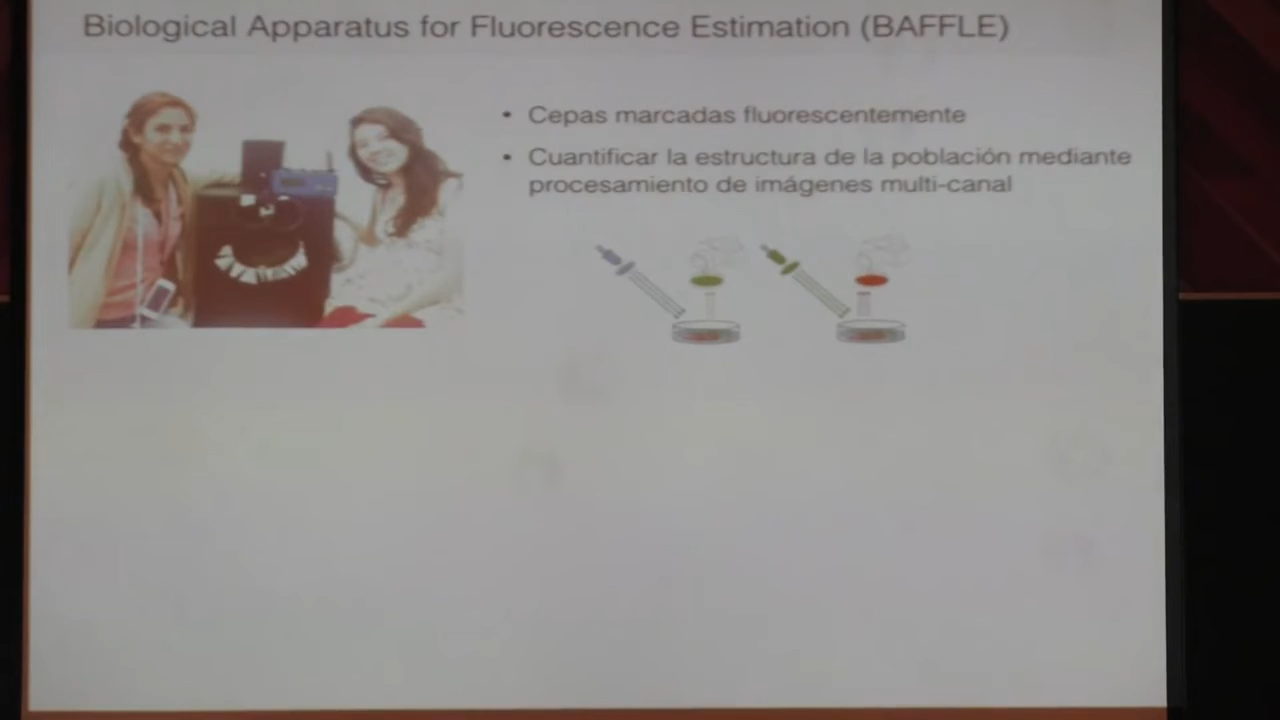 Biological Apparatus for Fluorescence Estimation (BAFFLE)
• Cepas marcadas fluorescentemente
• Cuantificar la estructura de la población mediante
procesamiento de imágenes multi-canal